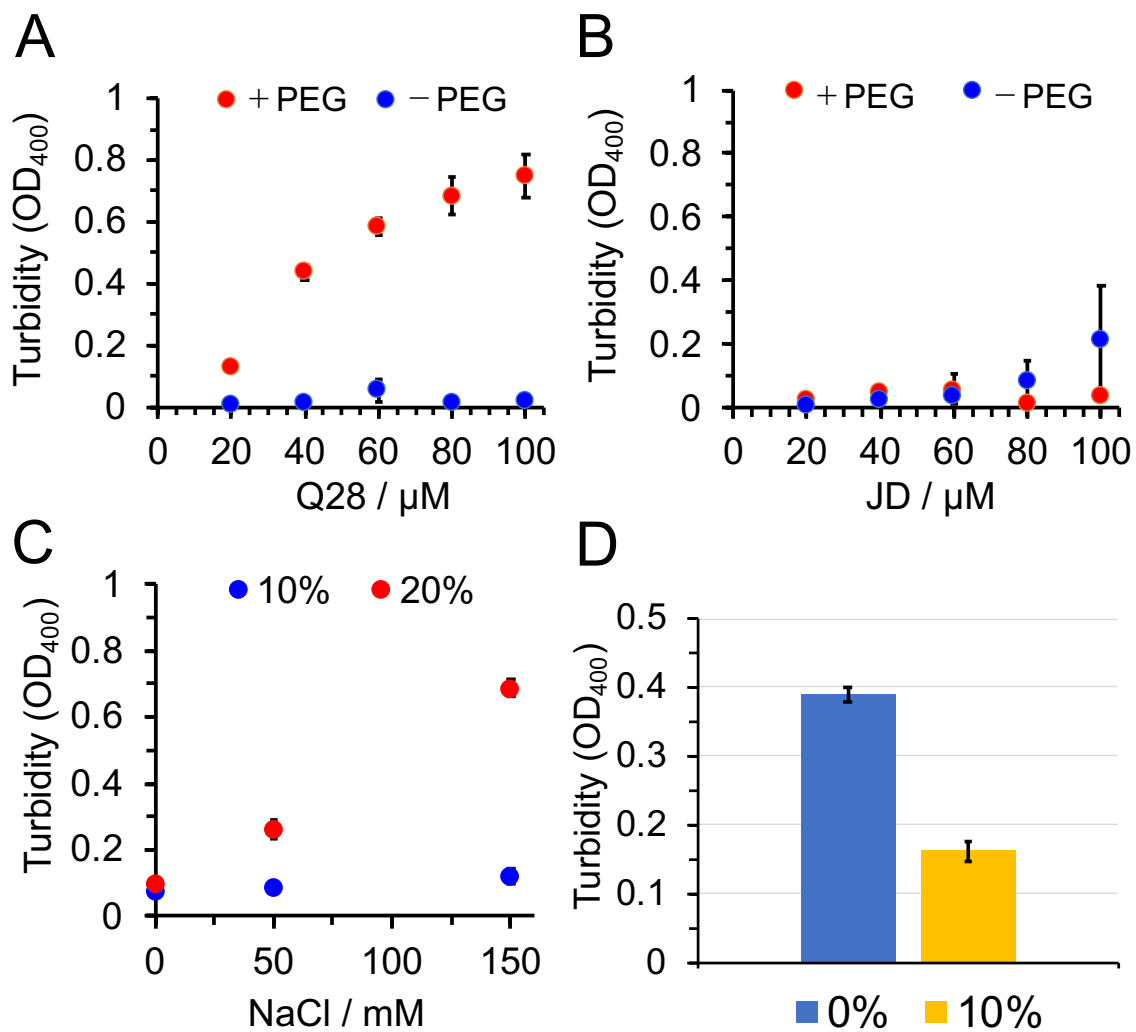 A
+ PEG − PEG
Turbidity (OD400)
1
0.8
0.6
0.4
0.2
0
0 20 40 60 80 100
Q28 / μM
B
+ PEG − PEG
Turbidity (OD400)
1
0.8
0.6
0.4
0.2
0
0 20 40 60 80 100
JD / μM
C
10% 20%
Turbidity (OD400)
1
0.8
0.6
0.4
0.2
0
0 50 100 150
NaCl / mM
D
Turbidity (OD400)
0.5
0.4
0.3
0.2
0.1
0
0% 10%